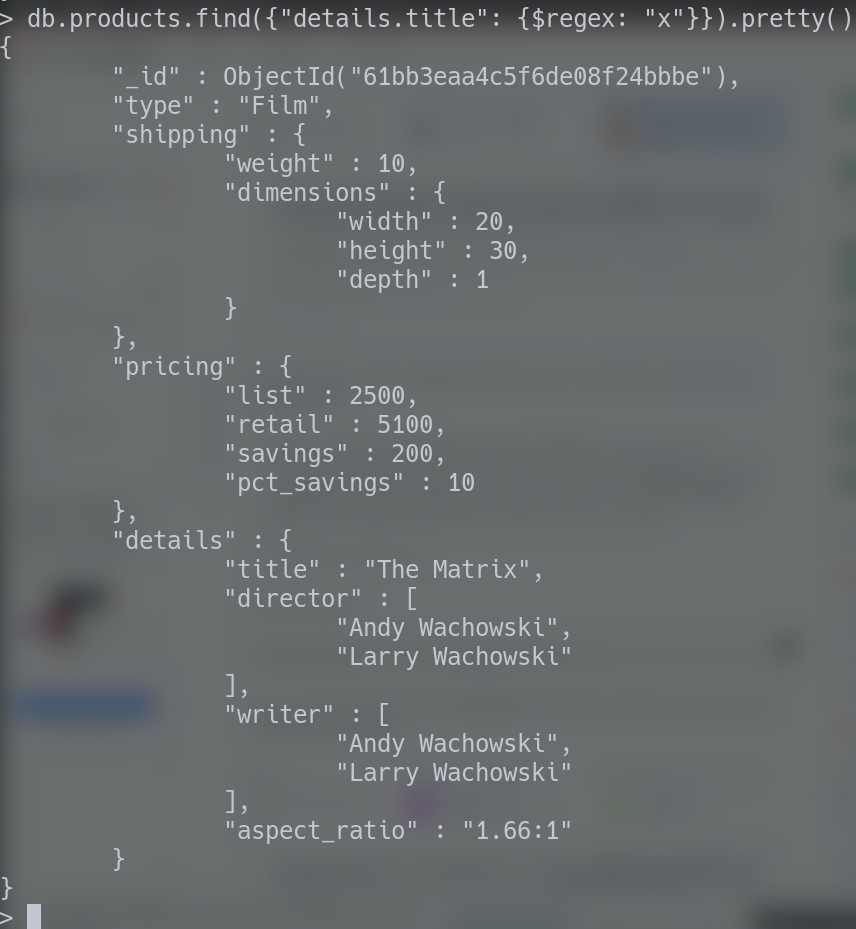 > db.products.find({"details.title": {$regex: "x"}}).pretty()
{
"_id" : ObjectId("61bb3eaa4c5f6de08f24bbbe"),
"type" : "Film",
"shipping" : {
"weight" : 10,
"dimensions" : {
"width" : 20,
"height" : 30,
"depth" : 1
}
},
"pricing" : {
"list" : 2500,
"retail" : 5100,
"savings" : 200,
"pct_savings" : 10
},
"details" : {
"title" : "The Matrix",
"director" : [
"Andy Wachowski",
"Larry Wachowski"
],
"writer" : [
"Andy Wachowski",
"Larry Wachowski"
],
"aspect_ratio" : "1.66:1"
}
}
>